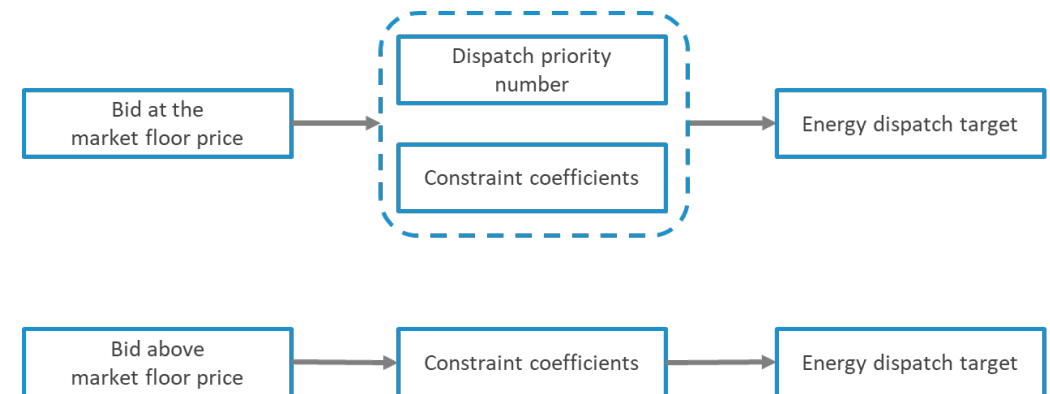 Dispatch priority
number
Bid at the
market floor price
Energy dispatch target
Constraint coefficients
Bid above
market floor price
Constraint coefficients
Energy dispatch target